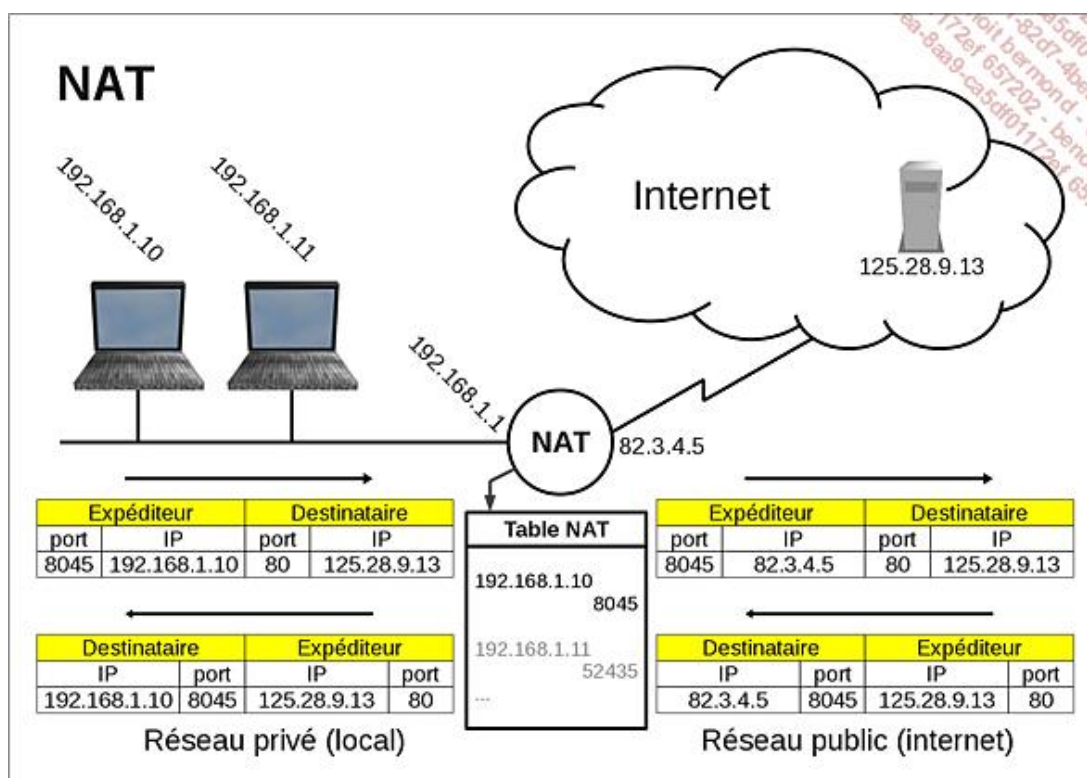 NAT
192.168.1.10
192.168.1.11
192.168.1.1
Internet
125.28.9.13
NAT
82.3.4.5
Expéditeur Destinataire
port IP port IP
8045 192.168.1.10 80 125.28.9.13
Destinataire Expéditeur
IP port IP port
192.168.1.10 8045 125.28.9.13 80
Réseau privé (local)
Table NAT
192.168.1.10
8045
192.168.1.11
52435
...
Expéditeur Destinataire
port IP port IP
8045 82.3.4.5 80 125.28.9.13
Destinataire Expéditeur
IP port IP port
82.3.4.5 8045 125.28.9.13 80
Réseau public (internet)